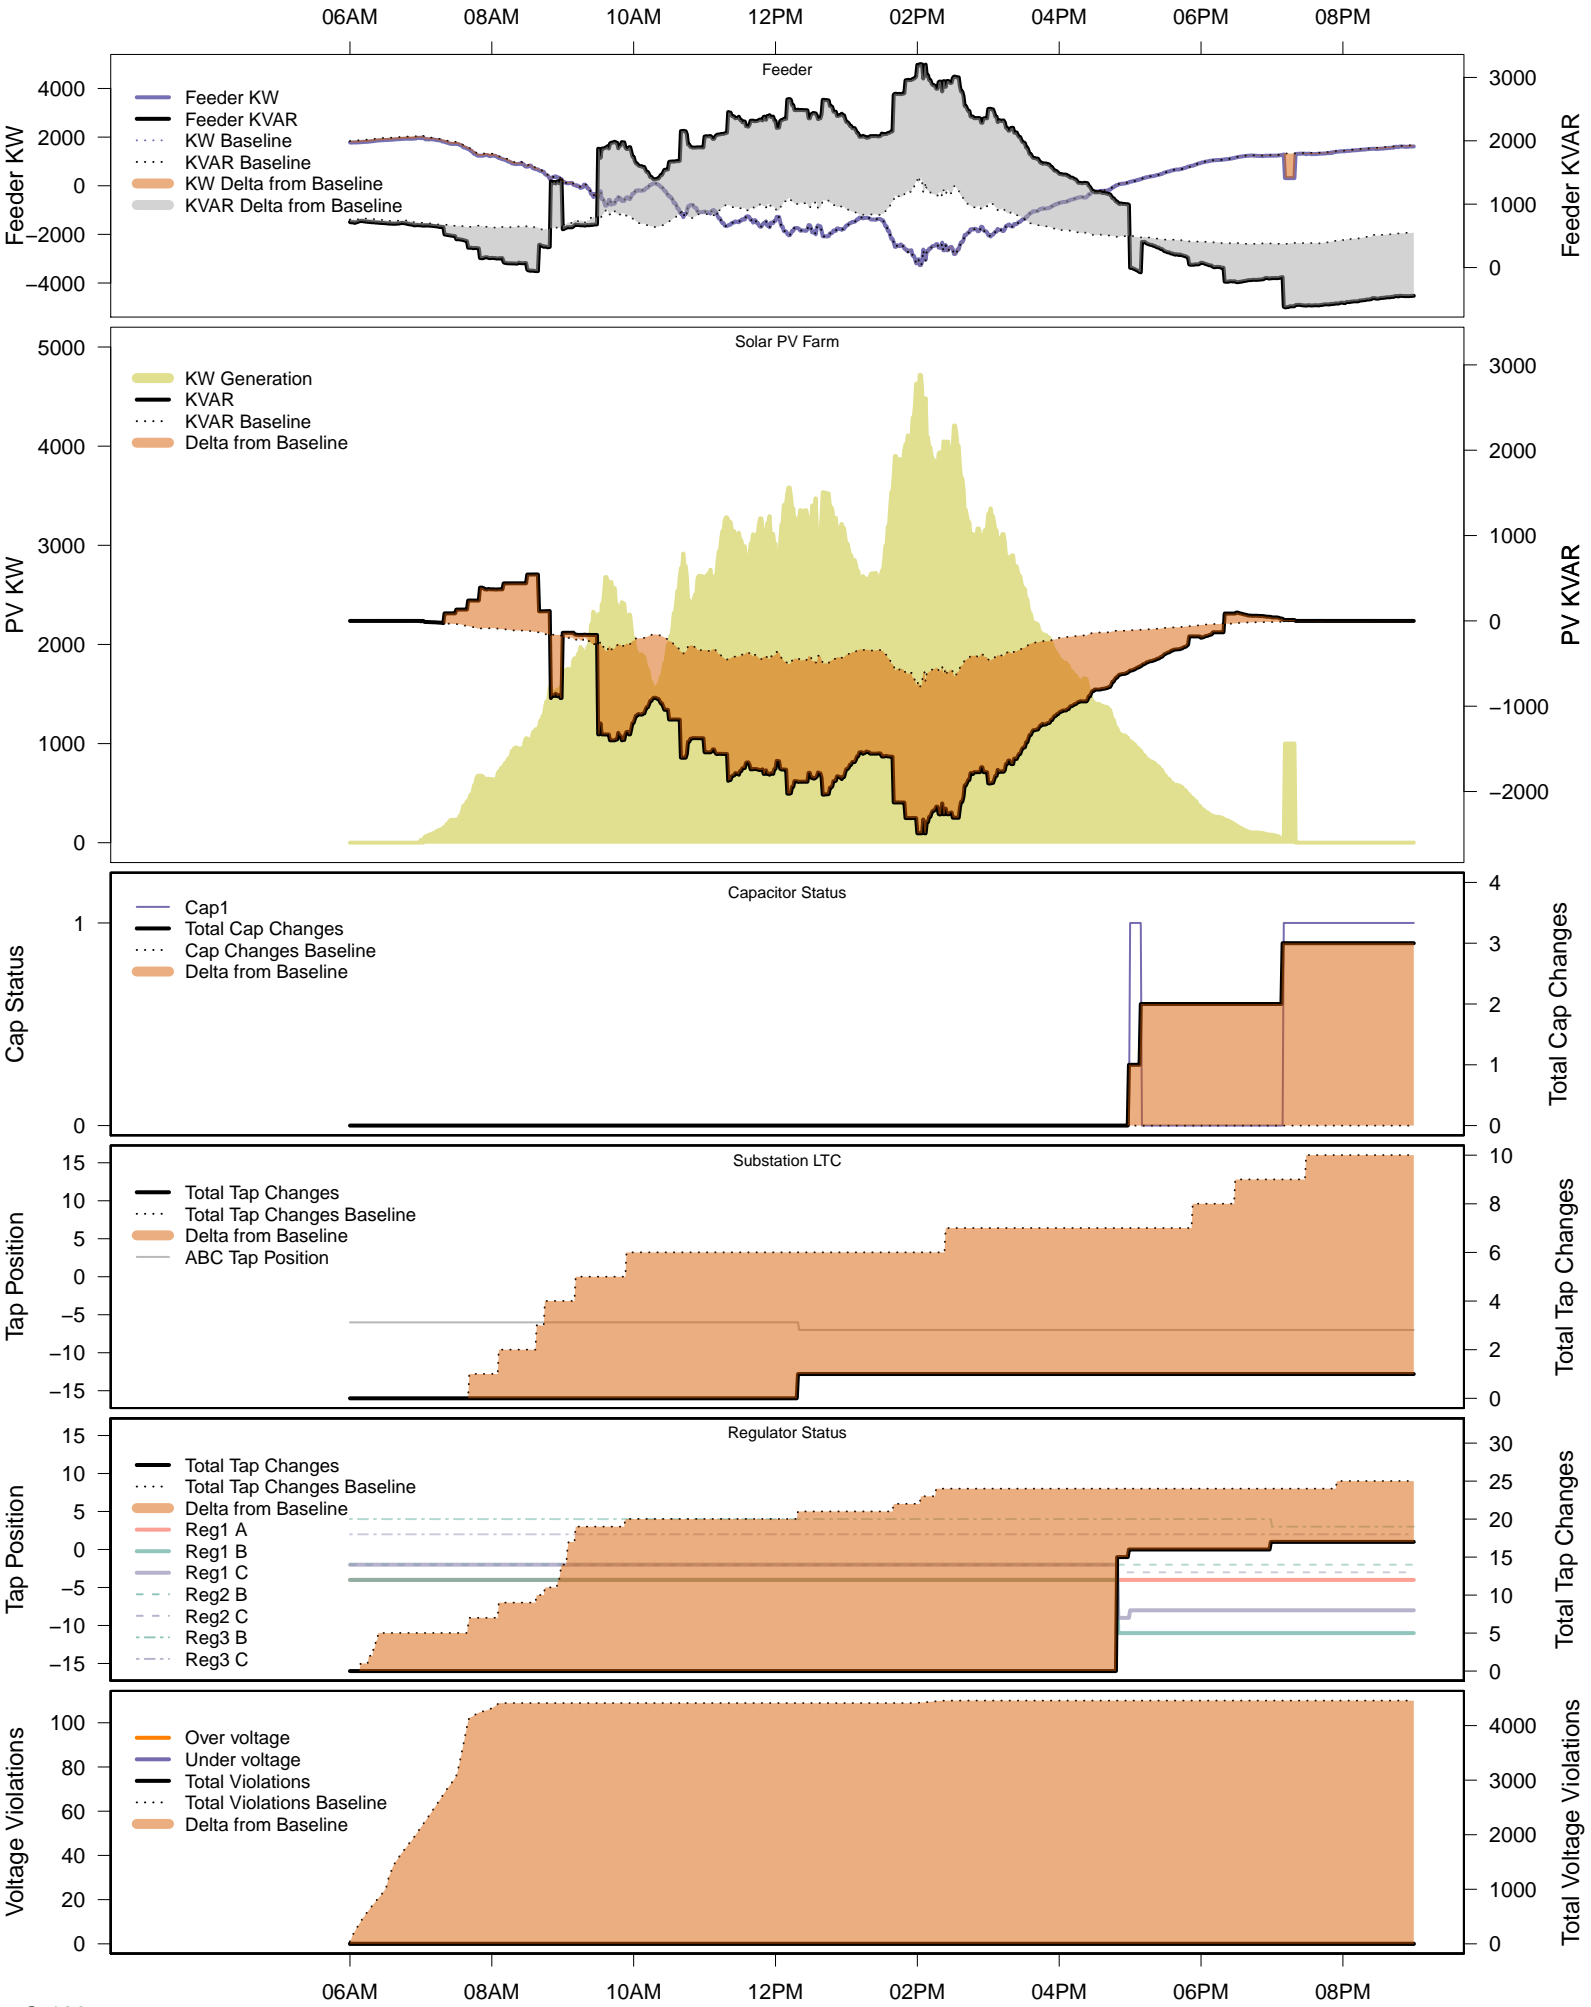 06AM 08AM 10AM 12PM 02PM 04PM 06PM 08PM
Feeder
Feeder KW
Feeder KVAR
KW Baseline
KVAR Baseline
KW Delta from Baseline
KVAR Delta from Baseline
4000
2000
0
−2000
−4000
Feeder KW
3000
2000
1000
0
Feeder KVAR
Solar PV Farm
KW Generation
KVAR
KVAR Baseline
Delta from Baseline
5000
4000
3000
2000
1000
0
PV KW
3000
2000
1000
0
−1000
−2000
PV KVAR
Capacitor Status
Cap1
Total Cap Changes
Cap Changes Baseline
Delta from Baseline
1
0
Cap Status
4
3
2
1
0
Total Cap Changes
Substation LTC
Total Tap Changes
Total Tap Changes Baseline
Delta from Baseline
ABC Tap Position
15
10
5
0
−5
−10
−15
Tap Position
10
8
6
4
2
0
Total Tap Changes
Regulator Status
Total Tap Changes
Total Tap Changes Baseline
Delta from Baseline
Reg1 A
Reg1 B
Reg1 C
Reg2 B
Reg2 C
Reg3 B
Reg3 C
15
10
5
0
−5
−10
−15
Tap Position
30
25
20
15
10
5
0
Total Tap Changes
Over voltage
Under voltage
Total Violations
Total Violations Baseline
Delta from Baseline
100
80
60
40
20
0
Voltage Violations
4000
3000
2000
1000
0
Total Voltage Violations
06AM 08AM 10AM 12PM 02PM 04PM 06PM 08PM